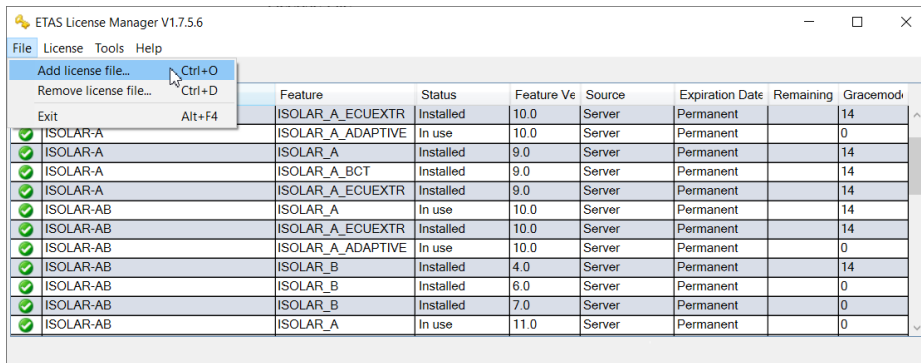 ETAS License Manager V1.7.5.6
File License Tools Help
Add license file... Ctrl+O
Remove license file... Ctrl+D
Exit Alt+F4
Feature Status Feature Ve Source Expiration Date Remaining Gracemod
ISOLAR_A_ECUEXTR Installed 10.0 Server Permanent 14
ISOLAR-A ISOLAR_A_ADAPTIVE In use 10.0 Server Permanent 0
ISOLAR-A ISOLAR_A Installed 9.0 Server Permanent 14
ISOLAR-A ISOLAR_A_BCT Installed 9.0 Server Permanent 14
ISOLAR-A ISOLAR_A_ECUEXTR Installed 9.0 Server Permanent 14
ISOLAR-AB ISOLAR_A In use 10.0 Server Permanent 0
ISOLAR-AB ISOLAR_A_ECUEXTR Installed 10.0 Server Permanent 14
ISOLAR-AB ISOLAR_A_ADAPTIVE In use 10.0 Server Permanent 0
ISOLAR-AB ISOLAR_B Installed 4.0 Server Permanent 14
ISOLAR-AB ISOLAR_B Installed 6.0 Server Permanent 0
ISOLAR-AB ISOLAR_B Installed 7.0 Server Permanent 0
ISOLAR-AB ISOLAR_A In use 11.0 Server Permanent 0